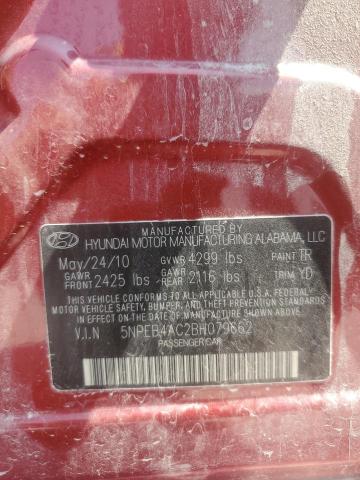 MANUFACTURED BY
HYUNDAI MOTOR MANUFACTURING ALABAMA, LLC
May/24/10 GVWR 4299 lbs PAINT TR
GAWR FRONT 2425 lbs GAWR REAR 2116 lbs TRIM YD
THIS VEHICLE CONFORMS TO ALL APPLICABLE U.S.A. FEDERAL
MOTOR VEHICLE SAFETY, BUMPER, AND THEFT PREVENTION
STANDARDS IN EFFECT ON THE DATE OF MANUFACTURE SHOWN ABOVE.
V.I.N 5NPEB4AC2BH079662
PASSENGER CAR